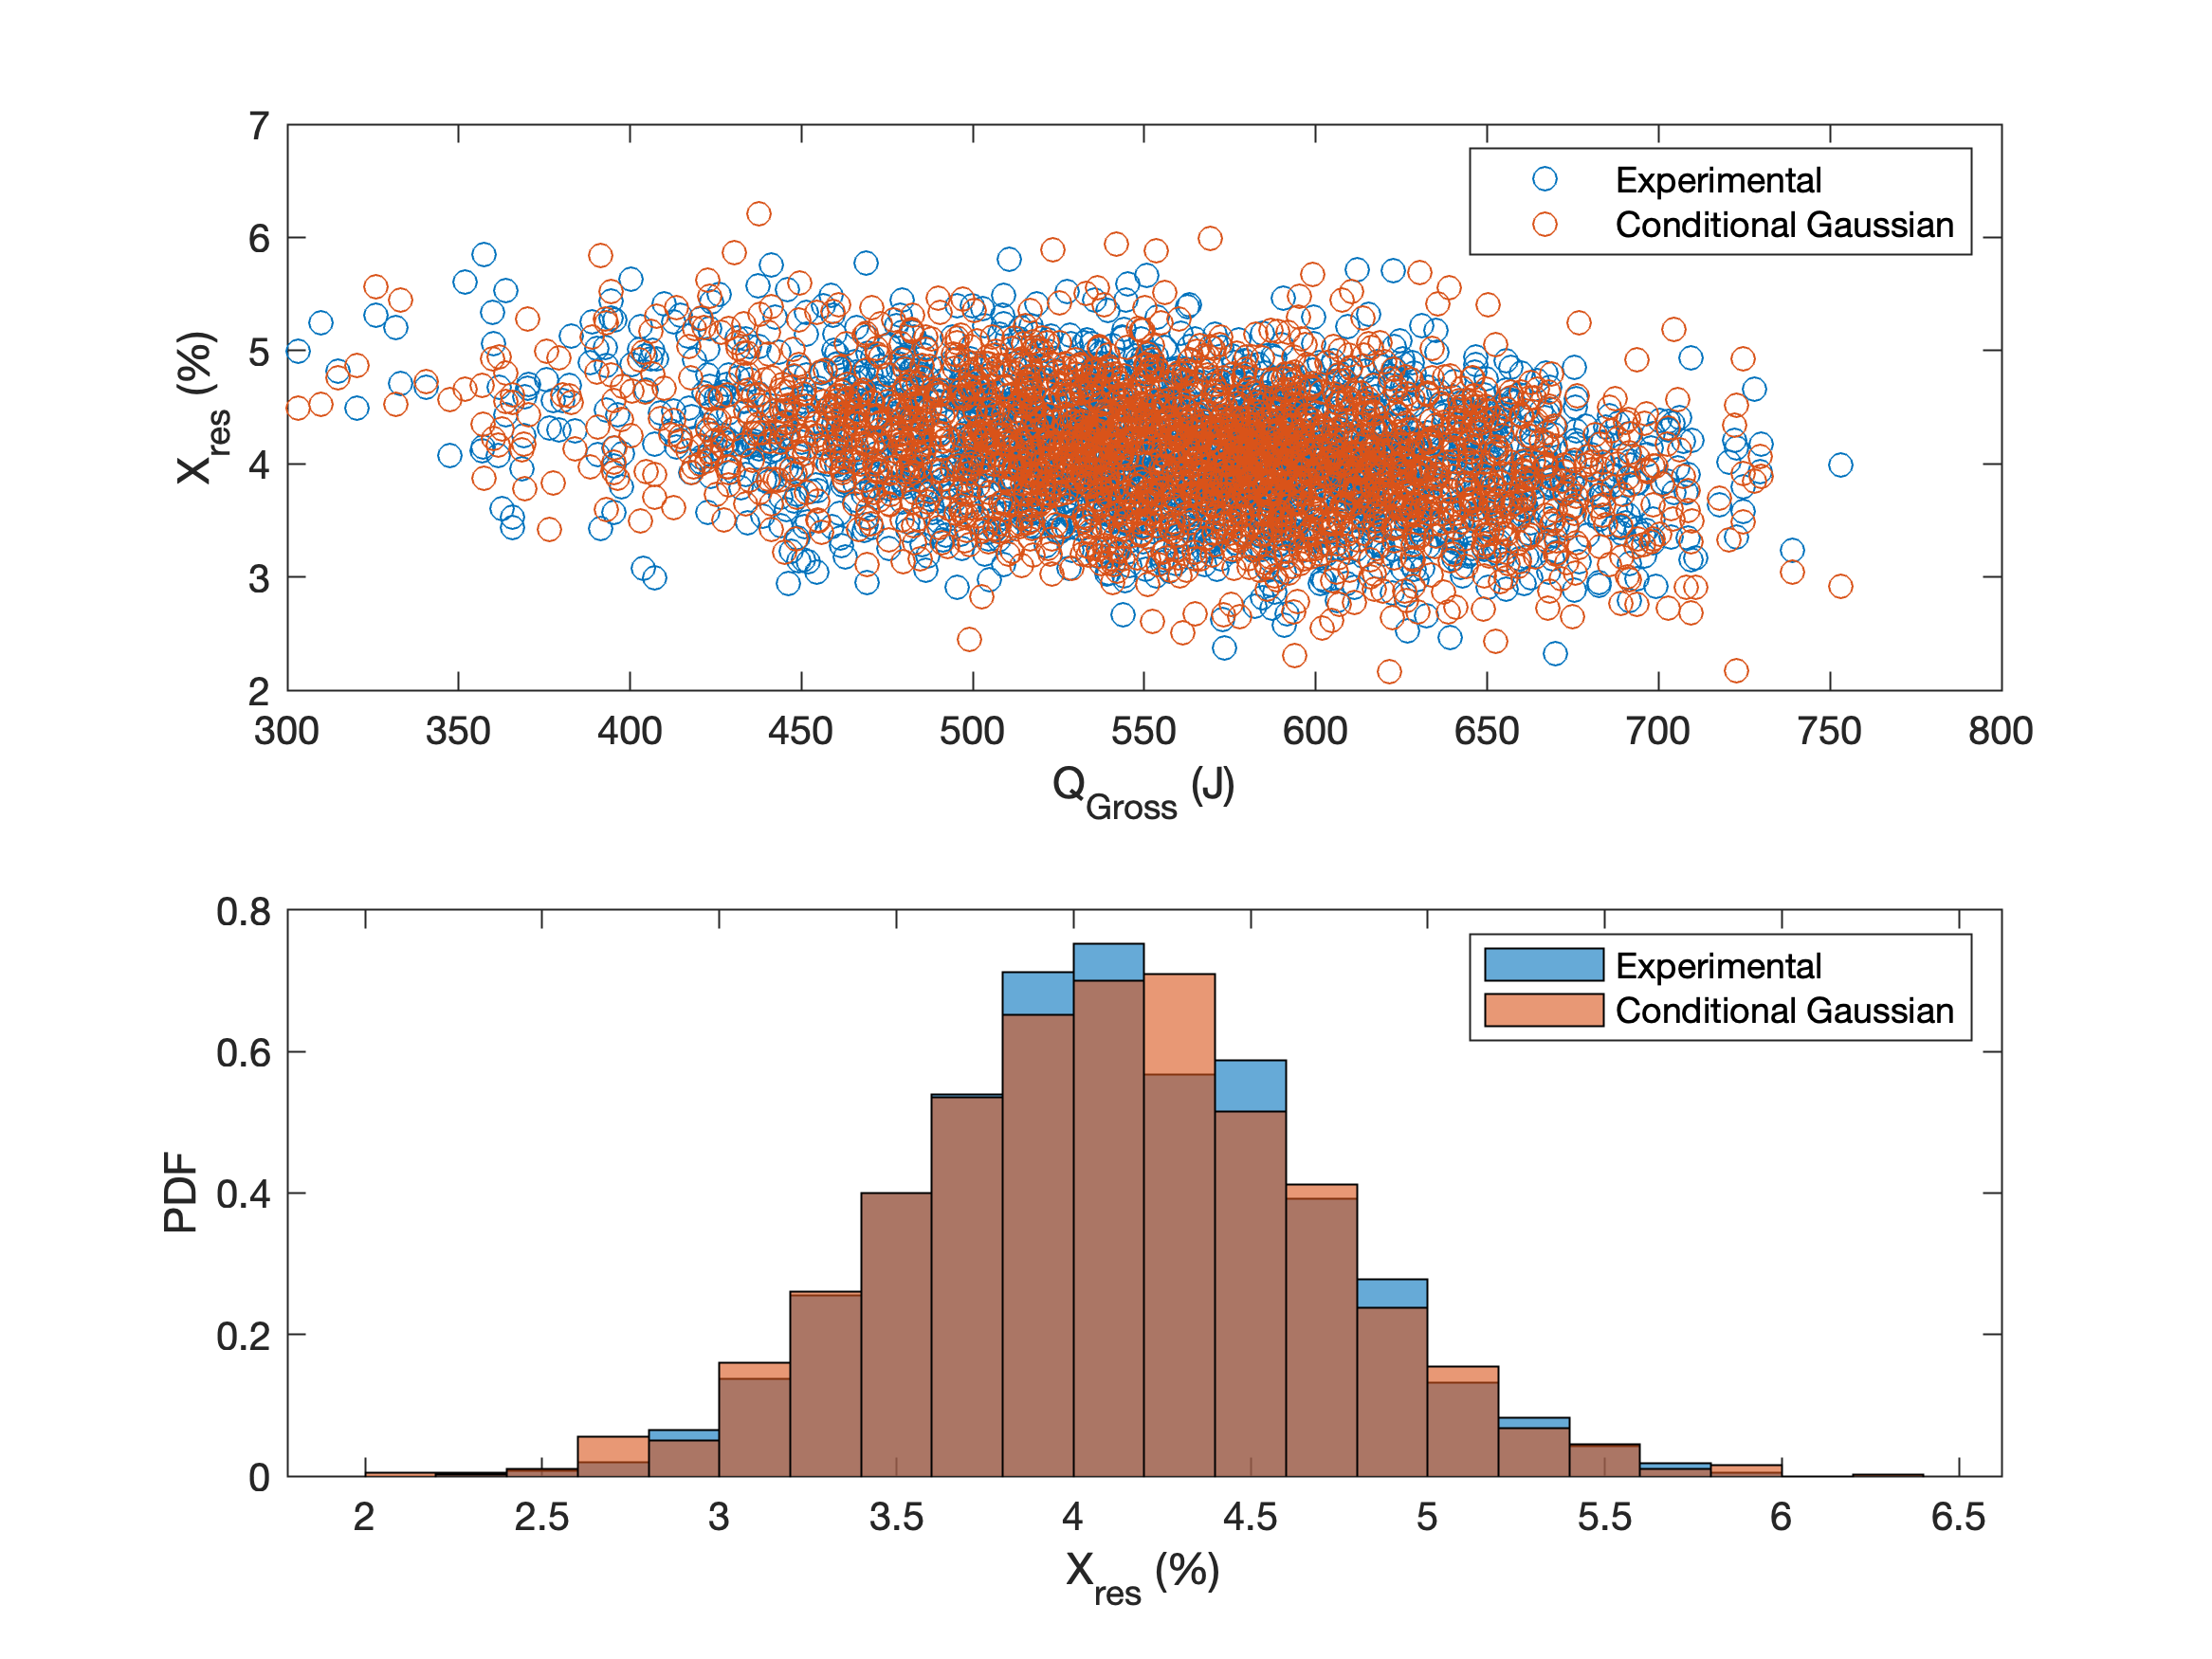 7
6
5
4
3
2
X_res (%)
Experimental
Conditional Gaussian
300 350 400 450 500 550 600 650 700 750 800
Q_Gross (J)
0.8
0.6
0.4
0.2
0
PDF
Experimental
Conditional Gaussian
2 2.5 3 3.5 4 4.5 5 5.5 6 6.5
X_res (%)